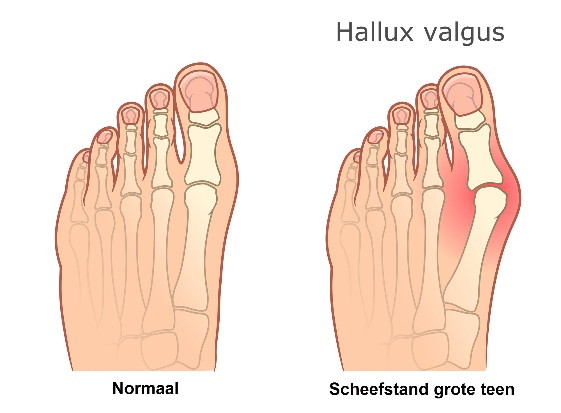 Hallux valgus
Normaal
Scheefstand grote teen